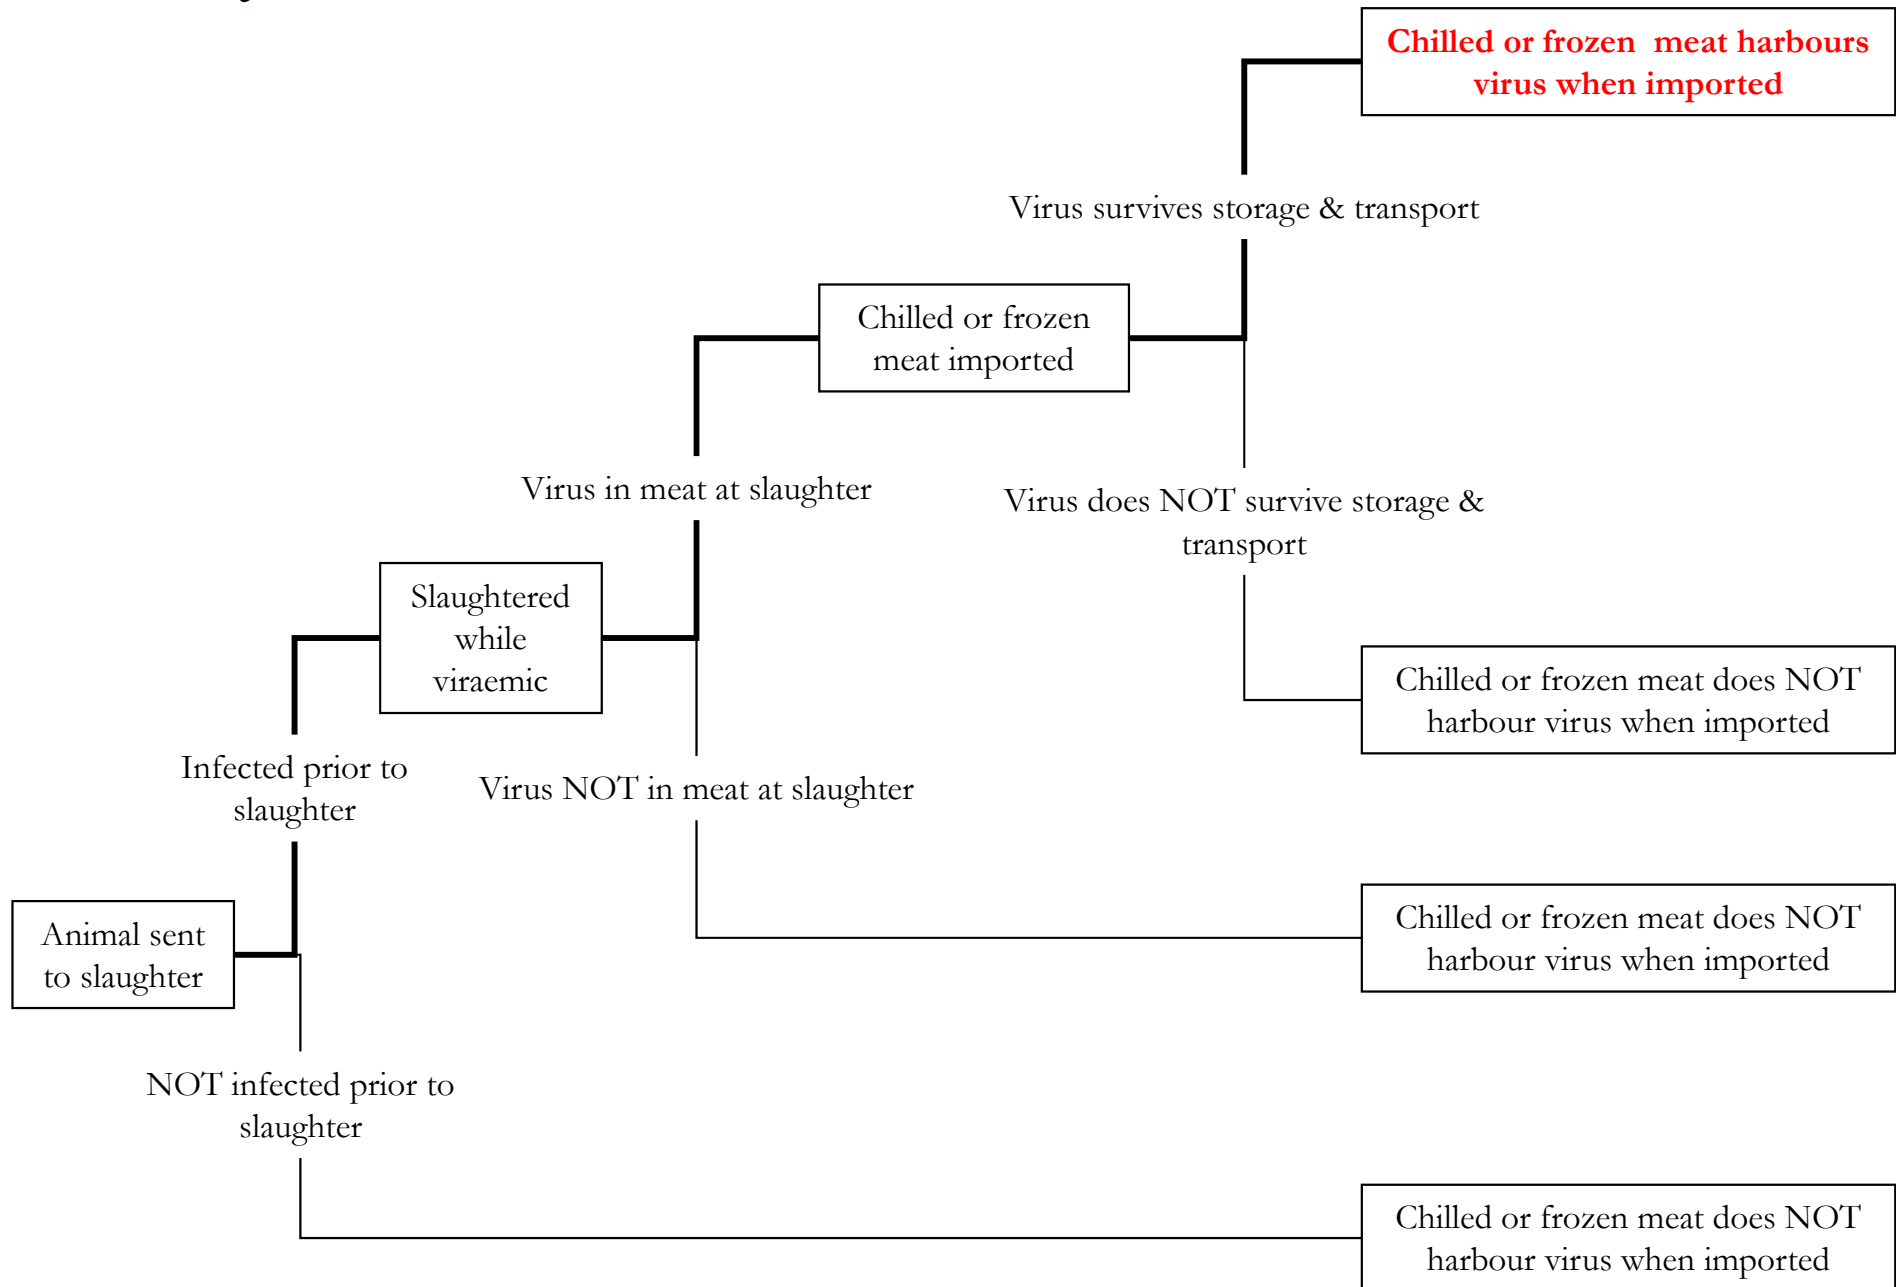 Chilled or frozen  meat harbours
virus when imported
Virus survives storage & transport
Chilled or frozen
meat imported
Virus in meat at slaughter
Virus does NOT survive storage &
transport
Slaughtered
while
viraemic
Chilled or frozen meat does NOT
harbour virus when imported
Infected prior to
slaughter
Virus NOT in meat at slaughter
Animal sent
to slaughter
Chilled or frozen meat does NOT
harbour virus when imported
NOT infected prior to
slaughter
Chilled or frozen meat does NOT
harbour virus when imported